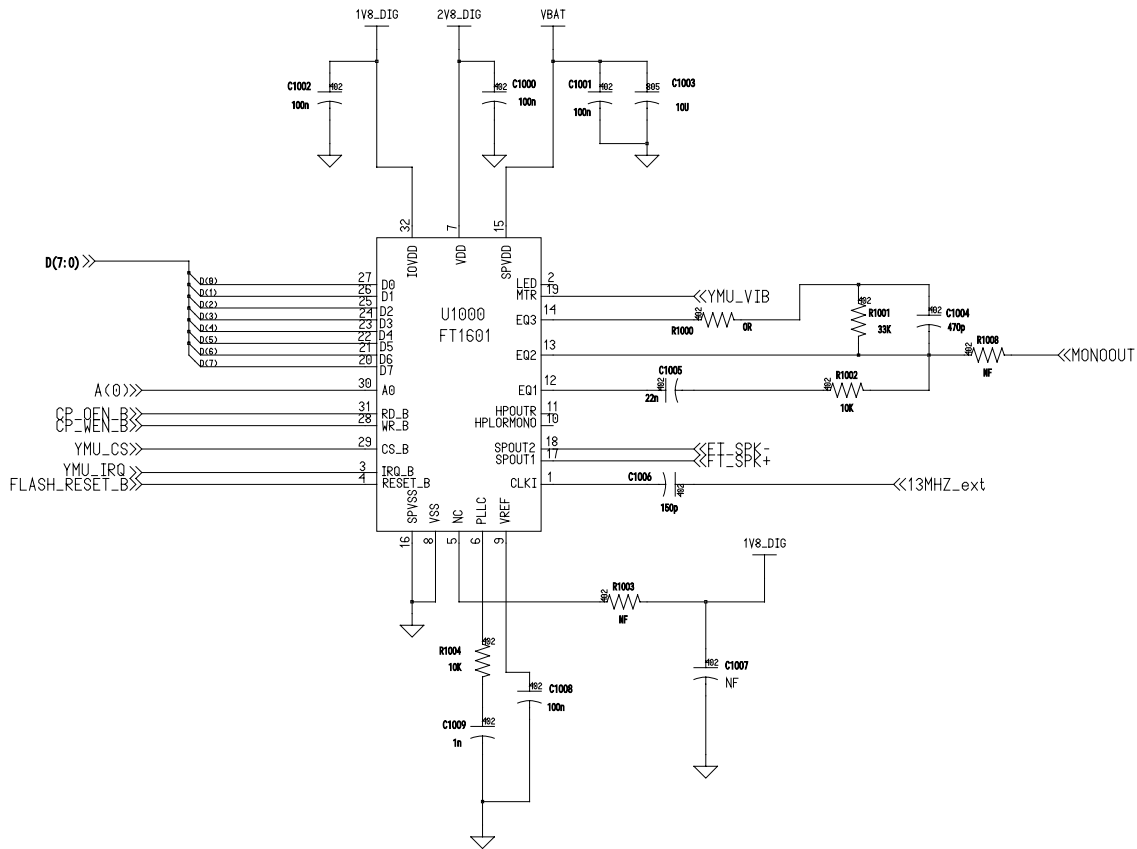 1V8_DIG
2V8_DIG
VBAT
C1002
402
100n
402
C1000
100n
C1001
402
100n
805
C1003
10U
32
7
15
IOVDD
VDD
SPVDD
D(7:0)
D(0)
D(1)
D(2)
D(3)
D(4)
D(5)
D(6)
D(7)
27
26
25
24
23
22
21
20
D0
D1
D2
D3
D4
D5
D6
D7
U1000
FT1601
LED
2
MTR
19
YMU_VIB
EQ3
14
402
R1000
0R
402
R1001
33K
402
C1004
470p
EQ2
13
402
R1008
NF
MONOOUT
A(0)
30
A0
EQ1
12
C1005
402
22n
402
R1002
10K
CP_OEN_B
31
RD_B
HPOUTR
11
CP_WEN_B
28
WR_B
HPLORMONO
10
YMU_CS
29
CS_B
SPOUT2
18
FT_SPK-
SPOUT1
17
FT_SPK+
YMU_IRQ
3
IRQ_B
FLASH_RESET_B
4
RESET_B
CLKI
1
C1006
402
150p
13MHZ_ext
SPVSS
VSS
NC
PLLC
VREF
16
8
5
6
9
1V8_DIG
R1003
402
NF
402
R1004
10K
402
C1007
NF
402
C1008
100n
402
C1009
1n